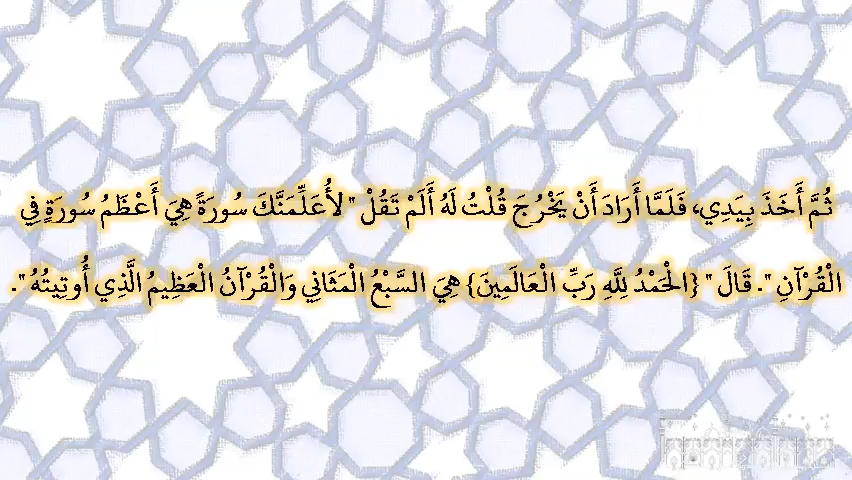 ثُمَّ أَخَذَ بِيَدِي، فَلَمَّا أَرَادَ أَنْ يَخْرُجَ قُلْتُ لَهُ أَلَمْ تَقُلْ " لأُعَلِّمَنَّكَ سُورَةً هِيَ أَعْظَمُ سُورَةٍ فِي
الْقُرْآنِ ". قَالَ " {الْحَمْدُ لِلَّهِ رَبِّ الْعَالَمِينَ} هِيَ السَّبْعُ الْمَثَانِي وَالْقُرْآنُ الْعَظِيمُ الَّذِي أُوتِيتُهُ ".